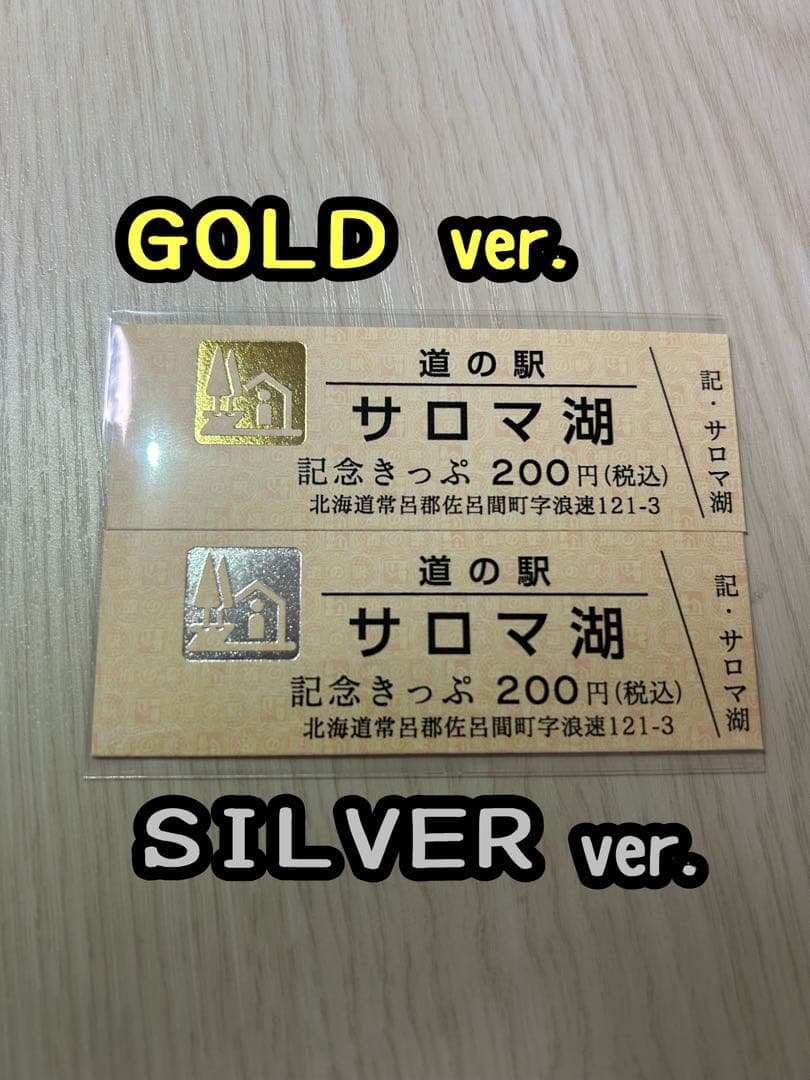 GOLD ver.
道の駅
サロマ湖
記念きっぷ 200円(税込)
北海道常呂郡佐呂間町字浪速121-3
記・サロマ湖
道の駅
サロマ湖
記念きっぷ 200円(税込)
北海道常呂郡佐呂間町字浪速121-3
記・サロマ湖
SILVER ver.